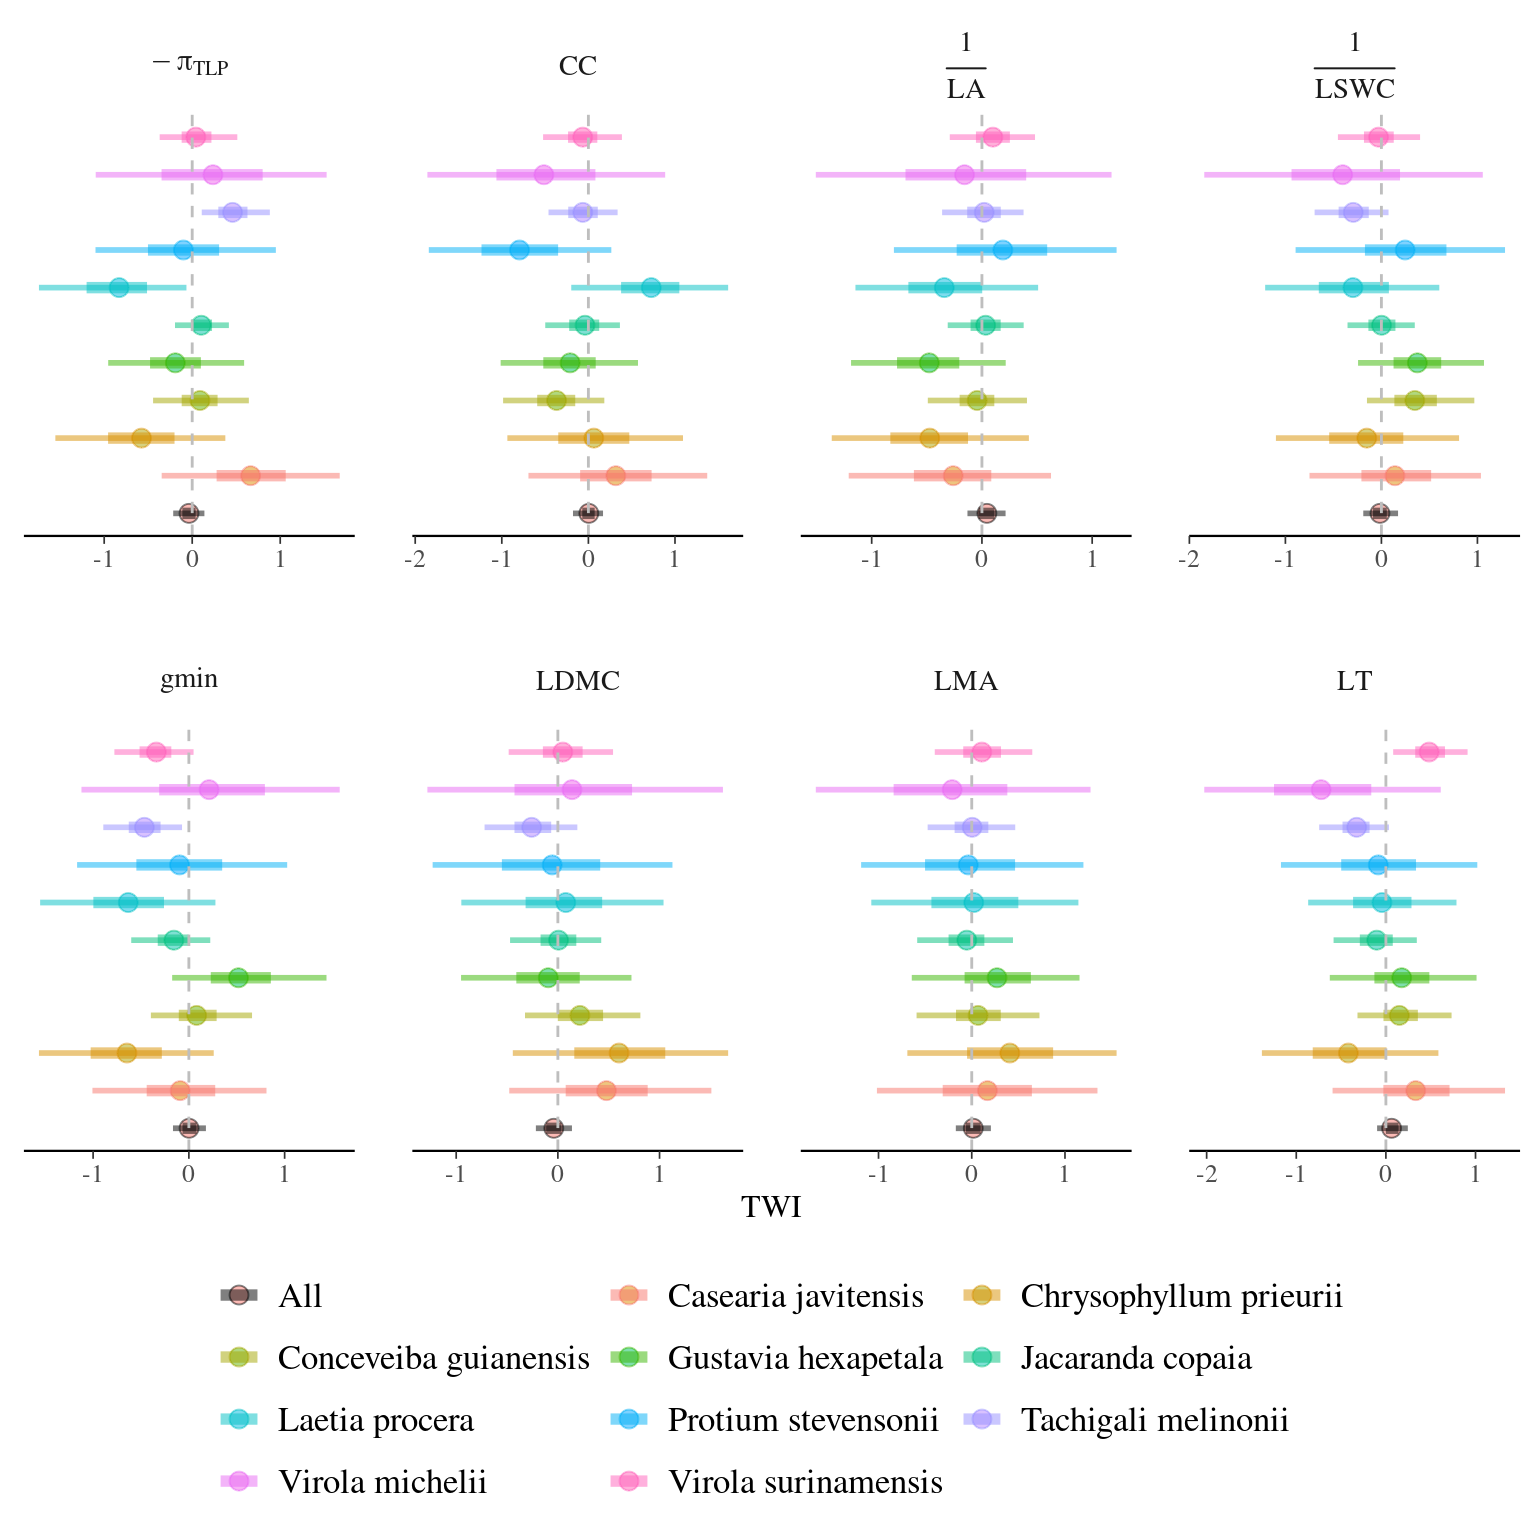 − πTLP
CC
1
LA
1
LSWC
-1 0 1
-2 -1 0 1
-1 0 1
-2 -1 0 1
gmin
LDMC
LMA
LT
-1 0 1
-1 0 1
-1 0 1
-2 -1 0 1
TWI
All
Casearia javitensis
Chrysophyllum prieurii
Conceveiba guianensis
Gustavia hexapetala
Jacaranda copaia
Laetia procera
Protium stevensonii
Tachigali melinonii
Virola michelii
Virola surinamensis